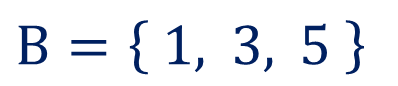 B = { 1, 3, 5 }